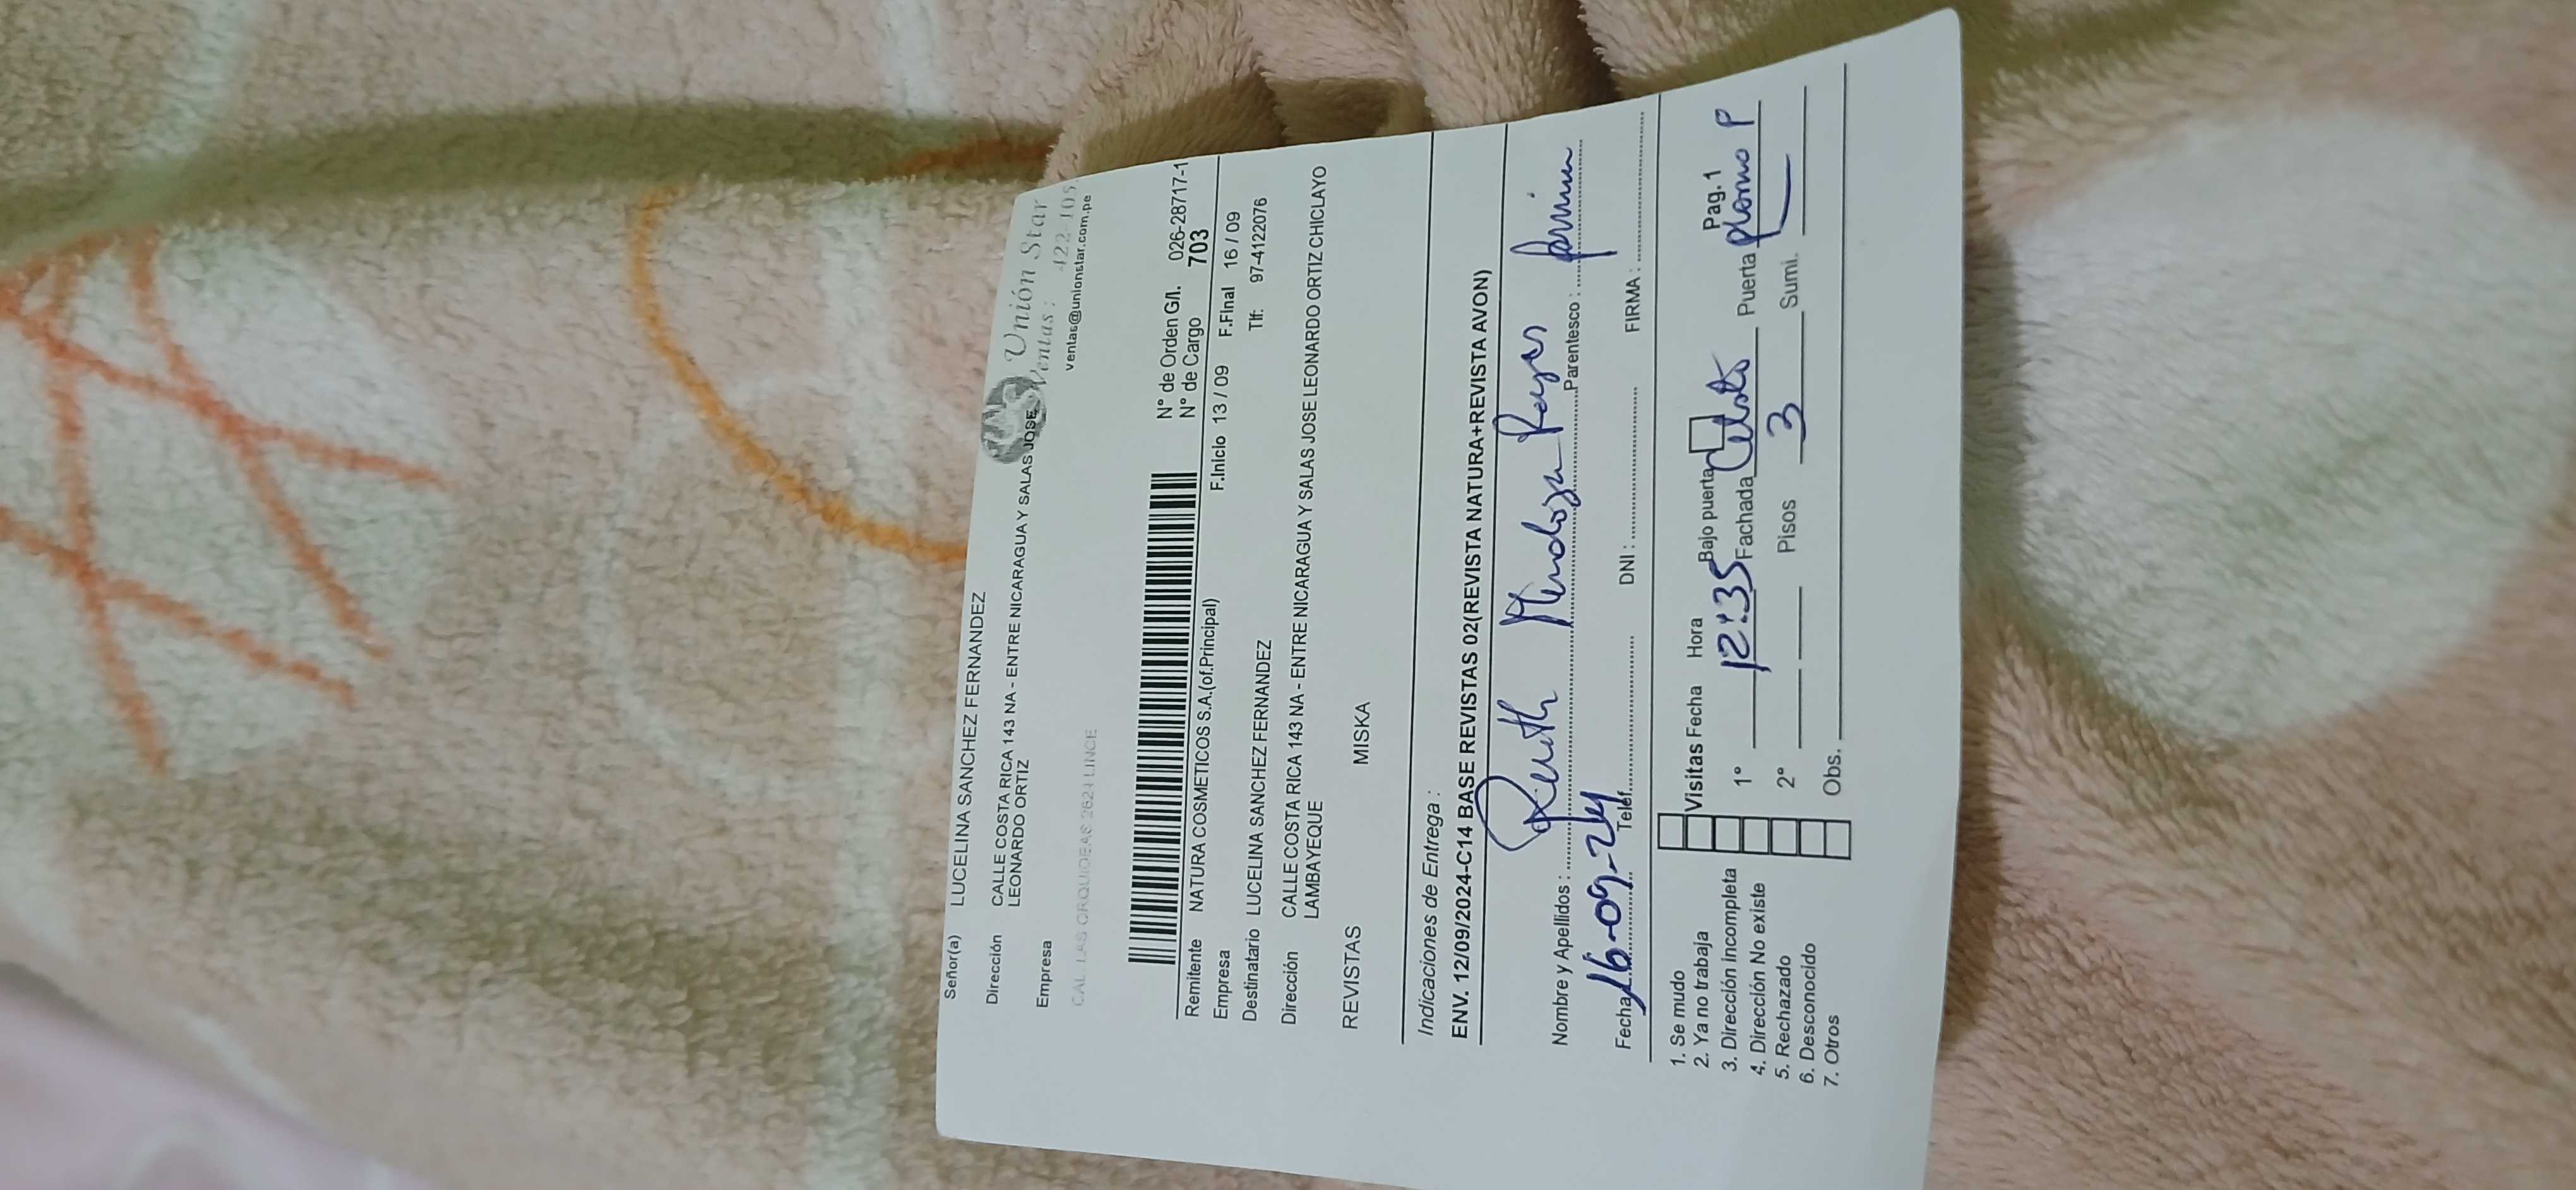 Señor(a) LUCELINA SANCHEZ FERNANDEZ
Unión Star
Dirección CALLE COSTA RICA 143 NA - ENTRE NICARAGUA Y SALAS JOSE
LEONARDO ORTIZ
Ventas: 422-105
Empresa
ventas@unionstar.com.pe
CAL LAS ORQUIDEAS 2624 LINCE
N° de Orden G/I. 026-28717-1
N° de Cargo 703
Remitente NATURA COSMETICOS S.A.(of.Principal)
F.Inicio 13 / 09 F.Final 16 / 09
Empresa
Destinatario LUCELINA SANCHEZ FERNANDEZ Tlf: 97-4122076
Dirección CALLE COSTA RICA 143 NA - ENTRE NICARAGUA Y SALAS JOSE LEONARDO ORTIZ CHICLAYO
LAMBAYEQUE
REVISTAS MISKA
Indicaciones de Entrega :
ENV. 12/09/2024-C14 BASE REVISTAS 02(REVISTA NATURA+REVISTA AVON)
Nombre y Apellidos : Ruth Mendoza Rayes Parentesco :
Fecha 16-09-24 Telef. DNI : FIRMA :
1. Se mudo
2. Ya no trabaja
3. Dirección incompleta
4. Dirección No existe
5. Rechazado
6. Desconocido
7. Otros
Visitas Fecha Hora Bajo puerta Pag.1
1° 12:35 Fachada Celeste Puerta plomo P
2° Pisos 3 Sumi.
Obs.